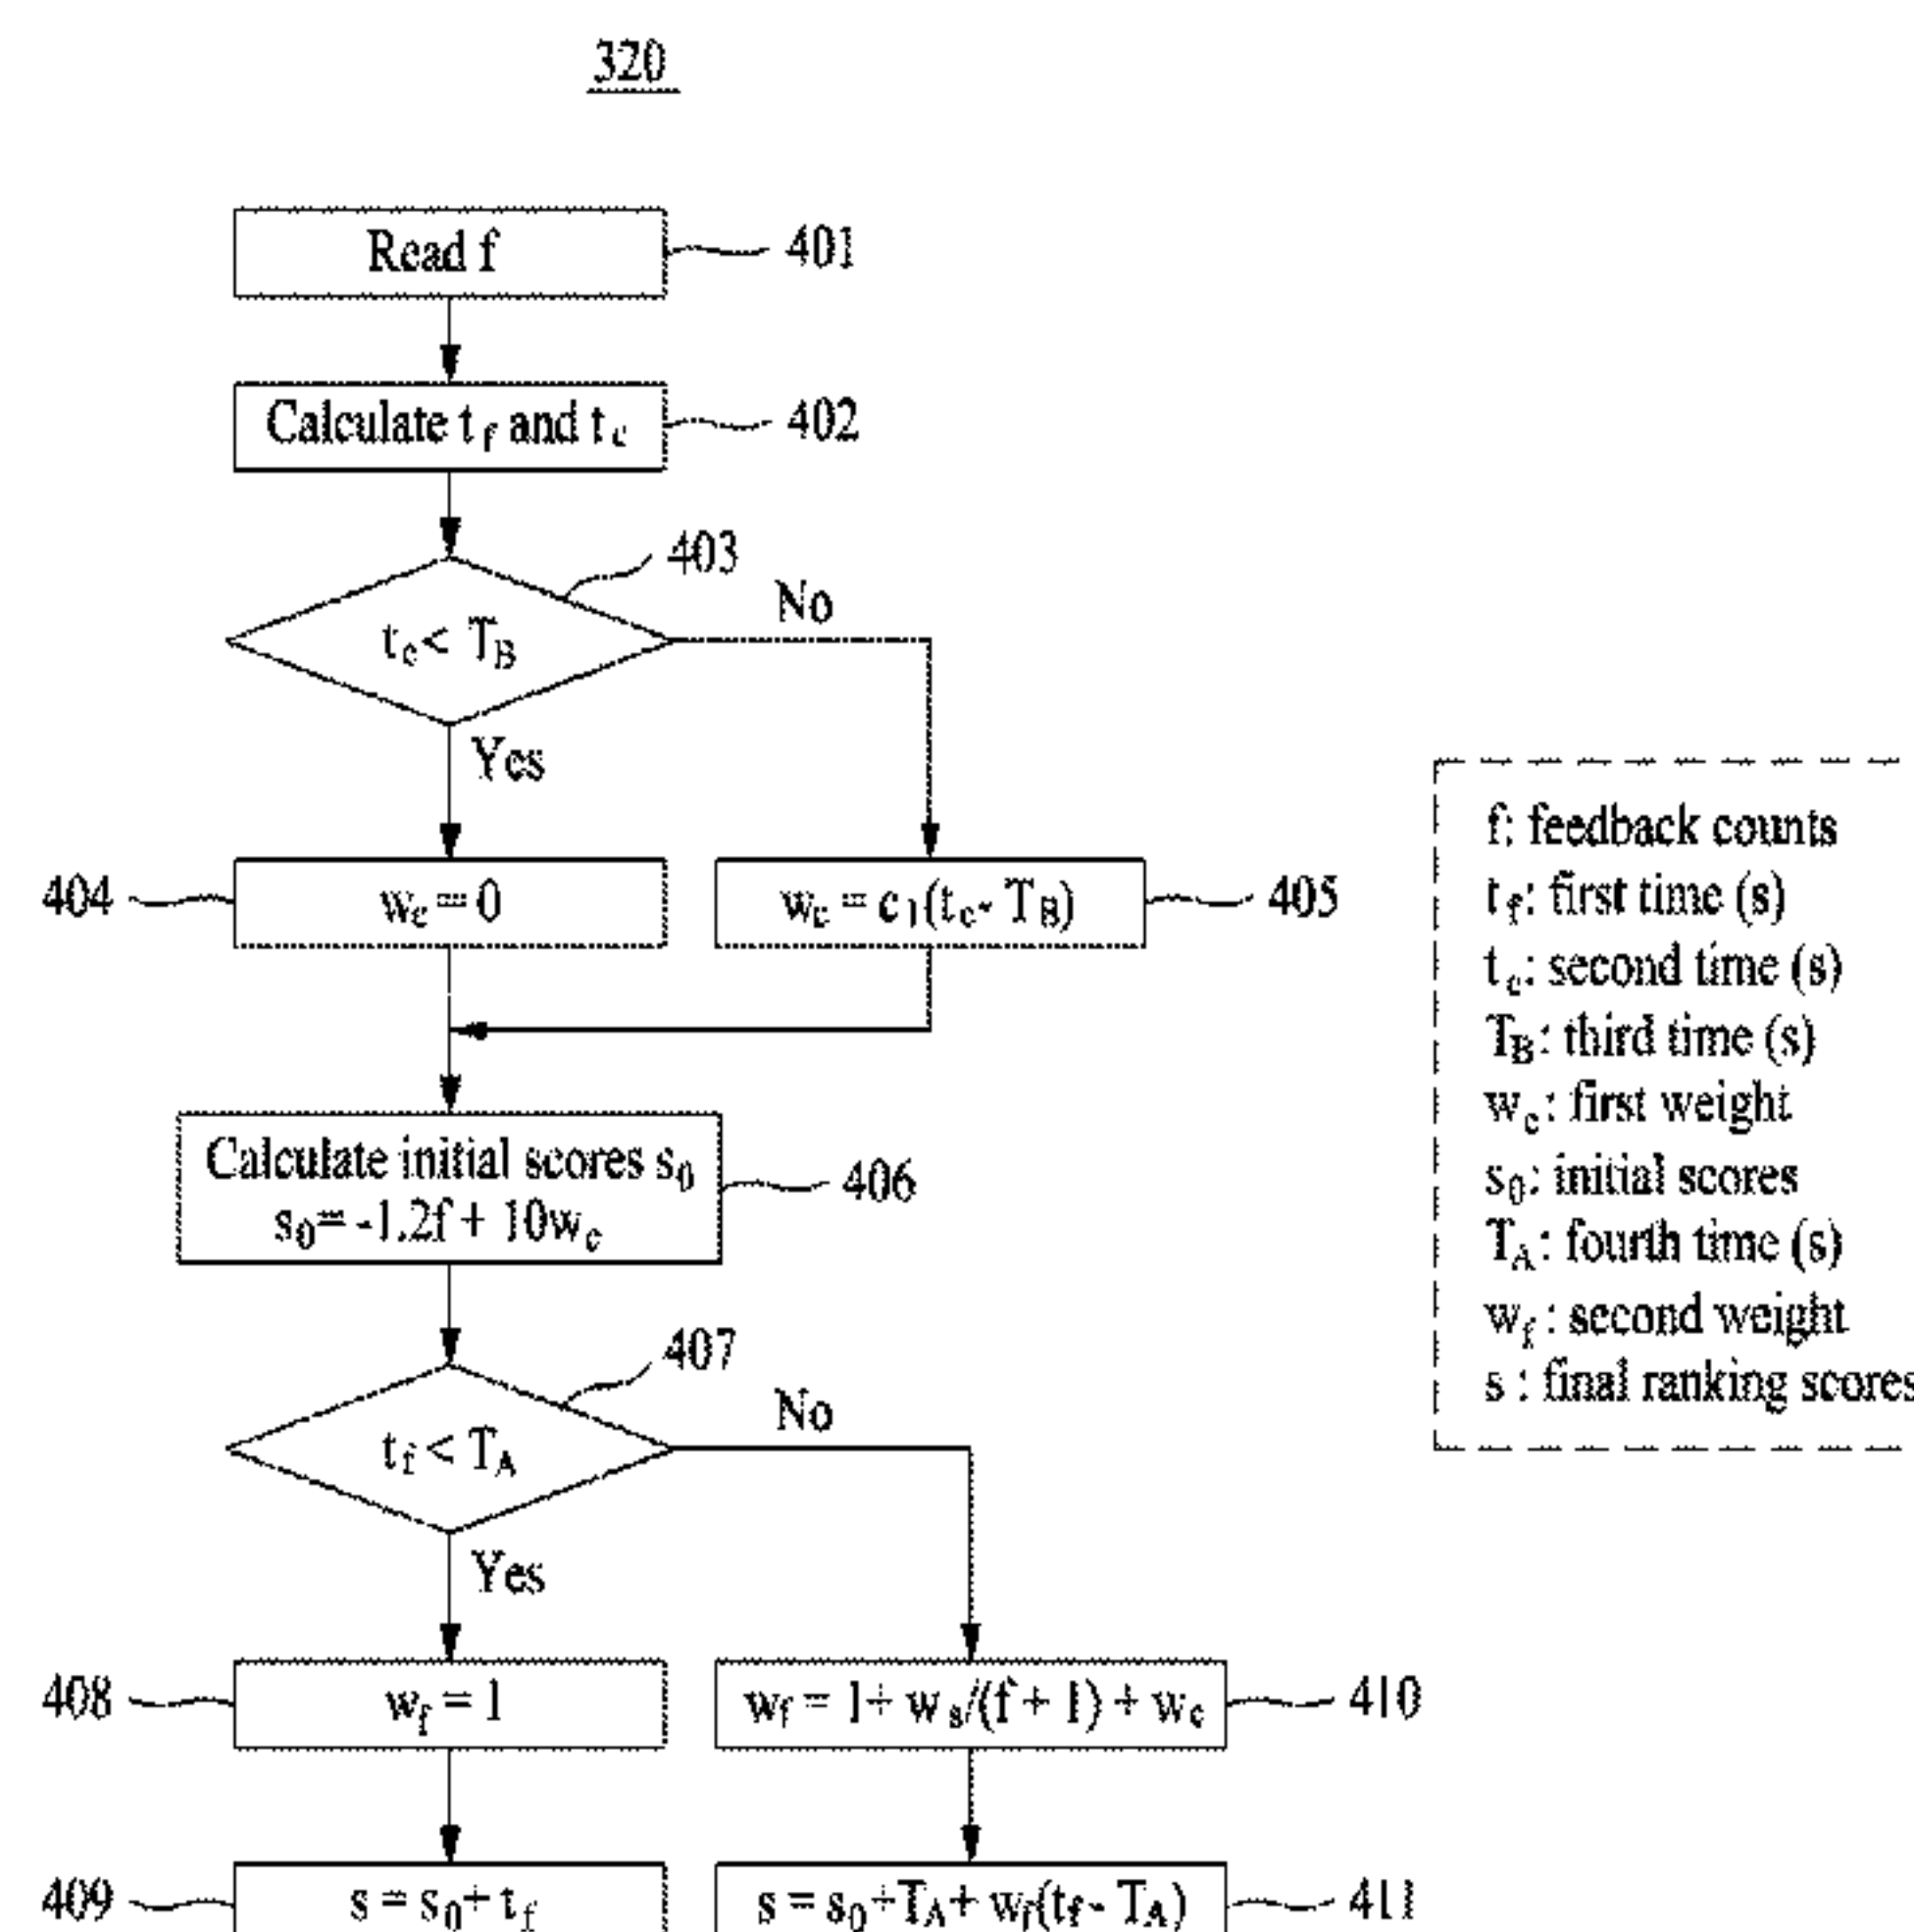 320
Read f
401
Calculate t_f and t_c
402
403
t_c < T_B
No
Yes
404
w_c = 0
w_c = c_1(t_c - T_B)
405
Calculate initial scores s_0
s_0 = -1.2f + 10w_c
406
407
t_f < T_A
No
Yes
408
w_f = 1
w_f = 1 + w_s/(f + 1) + w_c
410
409
s = s_0 + t_f
s = s_0 + T_A + w_f(t_f - T_A)
411
f: feedback counts
t_f: first time (s)
t_c: second time (s)
T_B: third time (s)
w_c: first weight
s_0: initial scores
T_A: fourth time (s)
w_f: second weight
s : final ranking scores